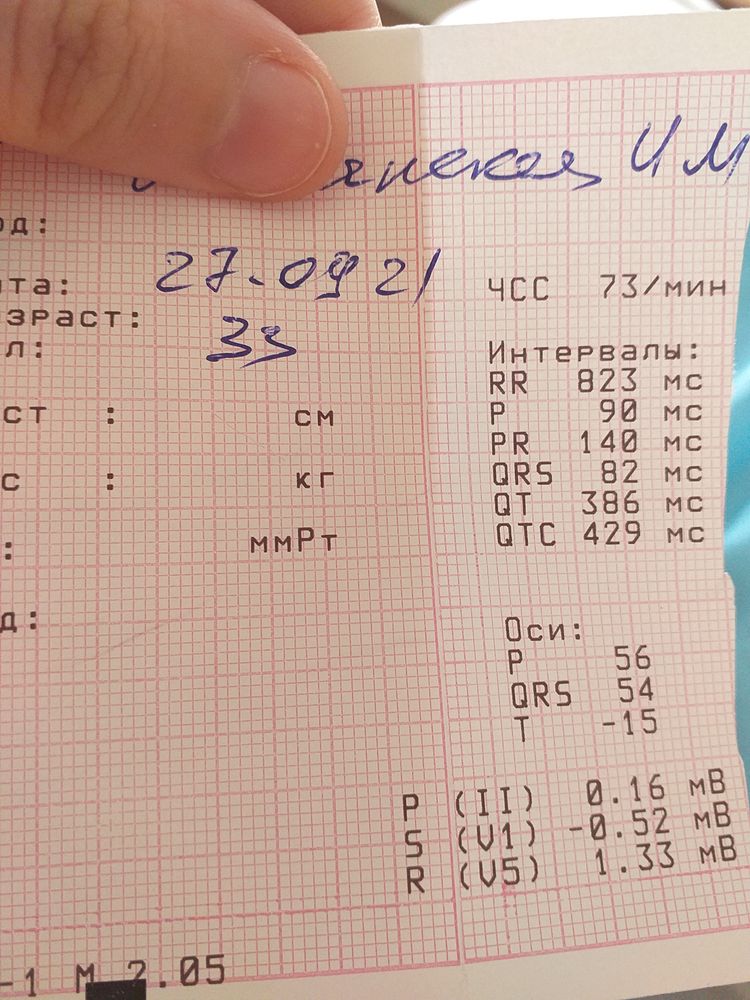 И М
од:
ата: 27.09 21
зраст: 33
л:
ст : см
с : кг
: ммРт
д:
ЧСС 73/мин
Интервалы:
RR 823 мс
P 90 мс
PR 140 мс
QRS 82 мс
QT 386 мс
QTC 429 мс
Оси:
P 56
QRS 54
T -15
P (II) 0.16 мВ
S (V1) -0.52 мВ
R (V5) 1.33 мВ
-1 М 2.05